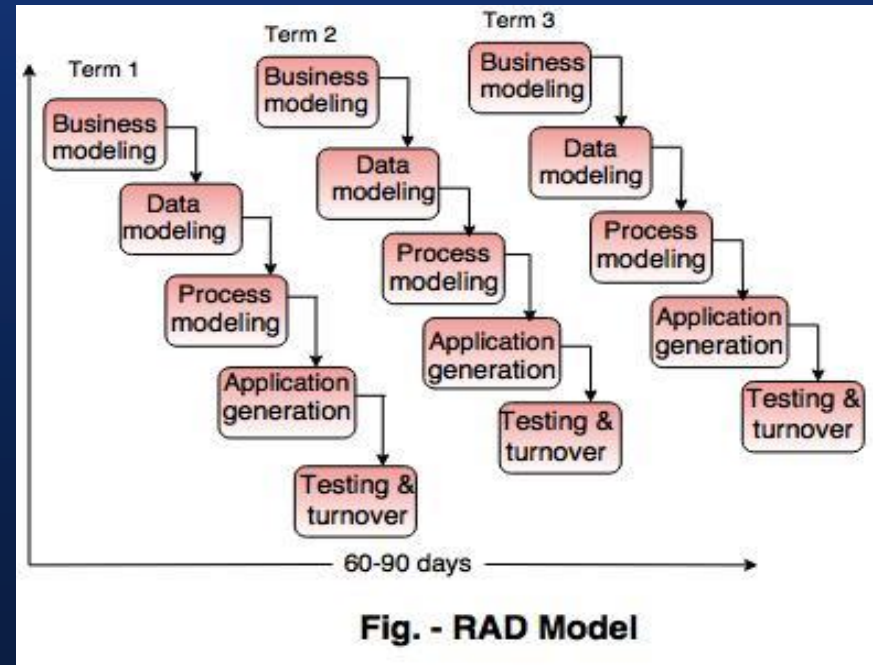 Term 1
Business
modeling
Data
modeling
Process
modeling
Application
generation
Testing &
turnover
Term 2
Business
modeling
Data
modeling
Process
modeling
Application
generation
Testing &
turnover
Term 3
Business
modeling
Data
modeling
Process
modeling
Application
generation
Testing &
turnover
60-90 days
Fig. - RAD Model